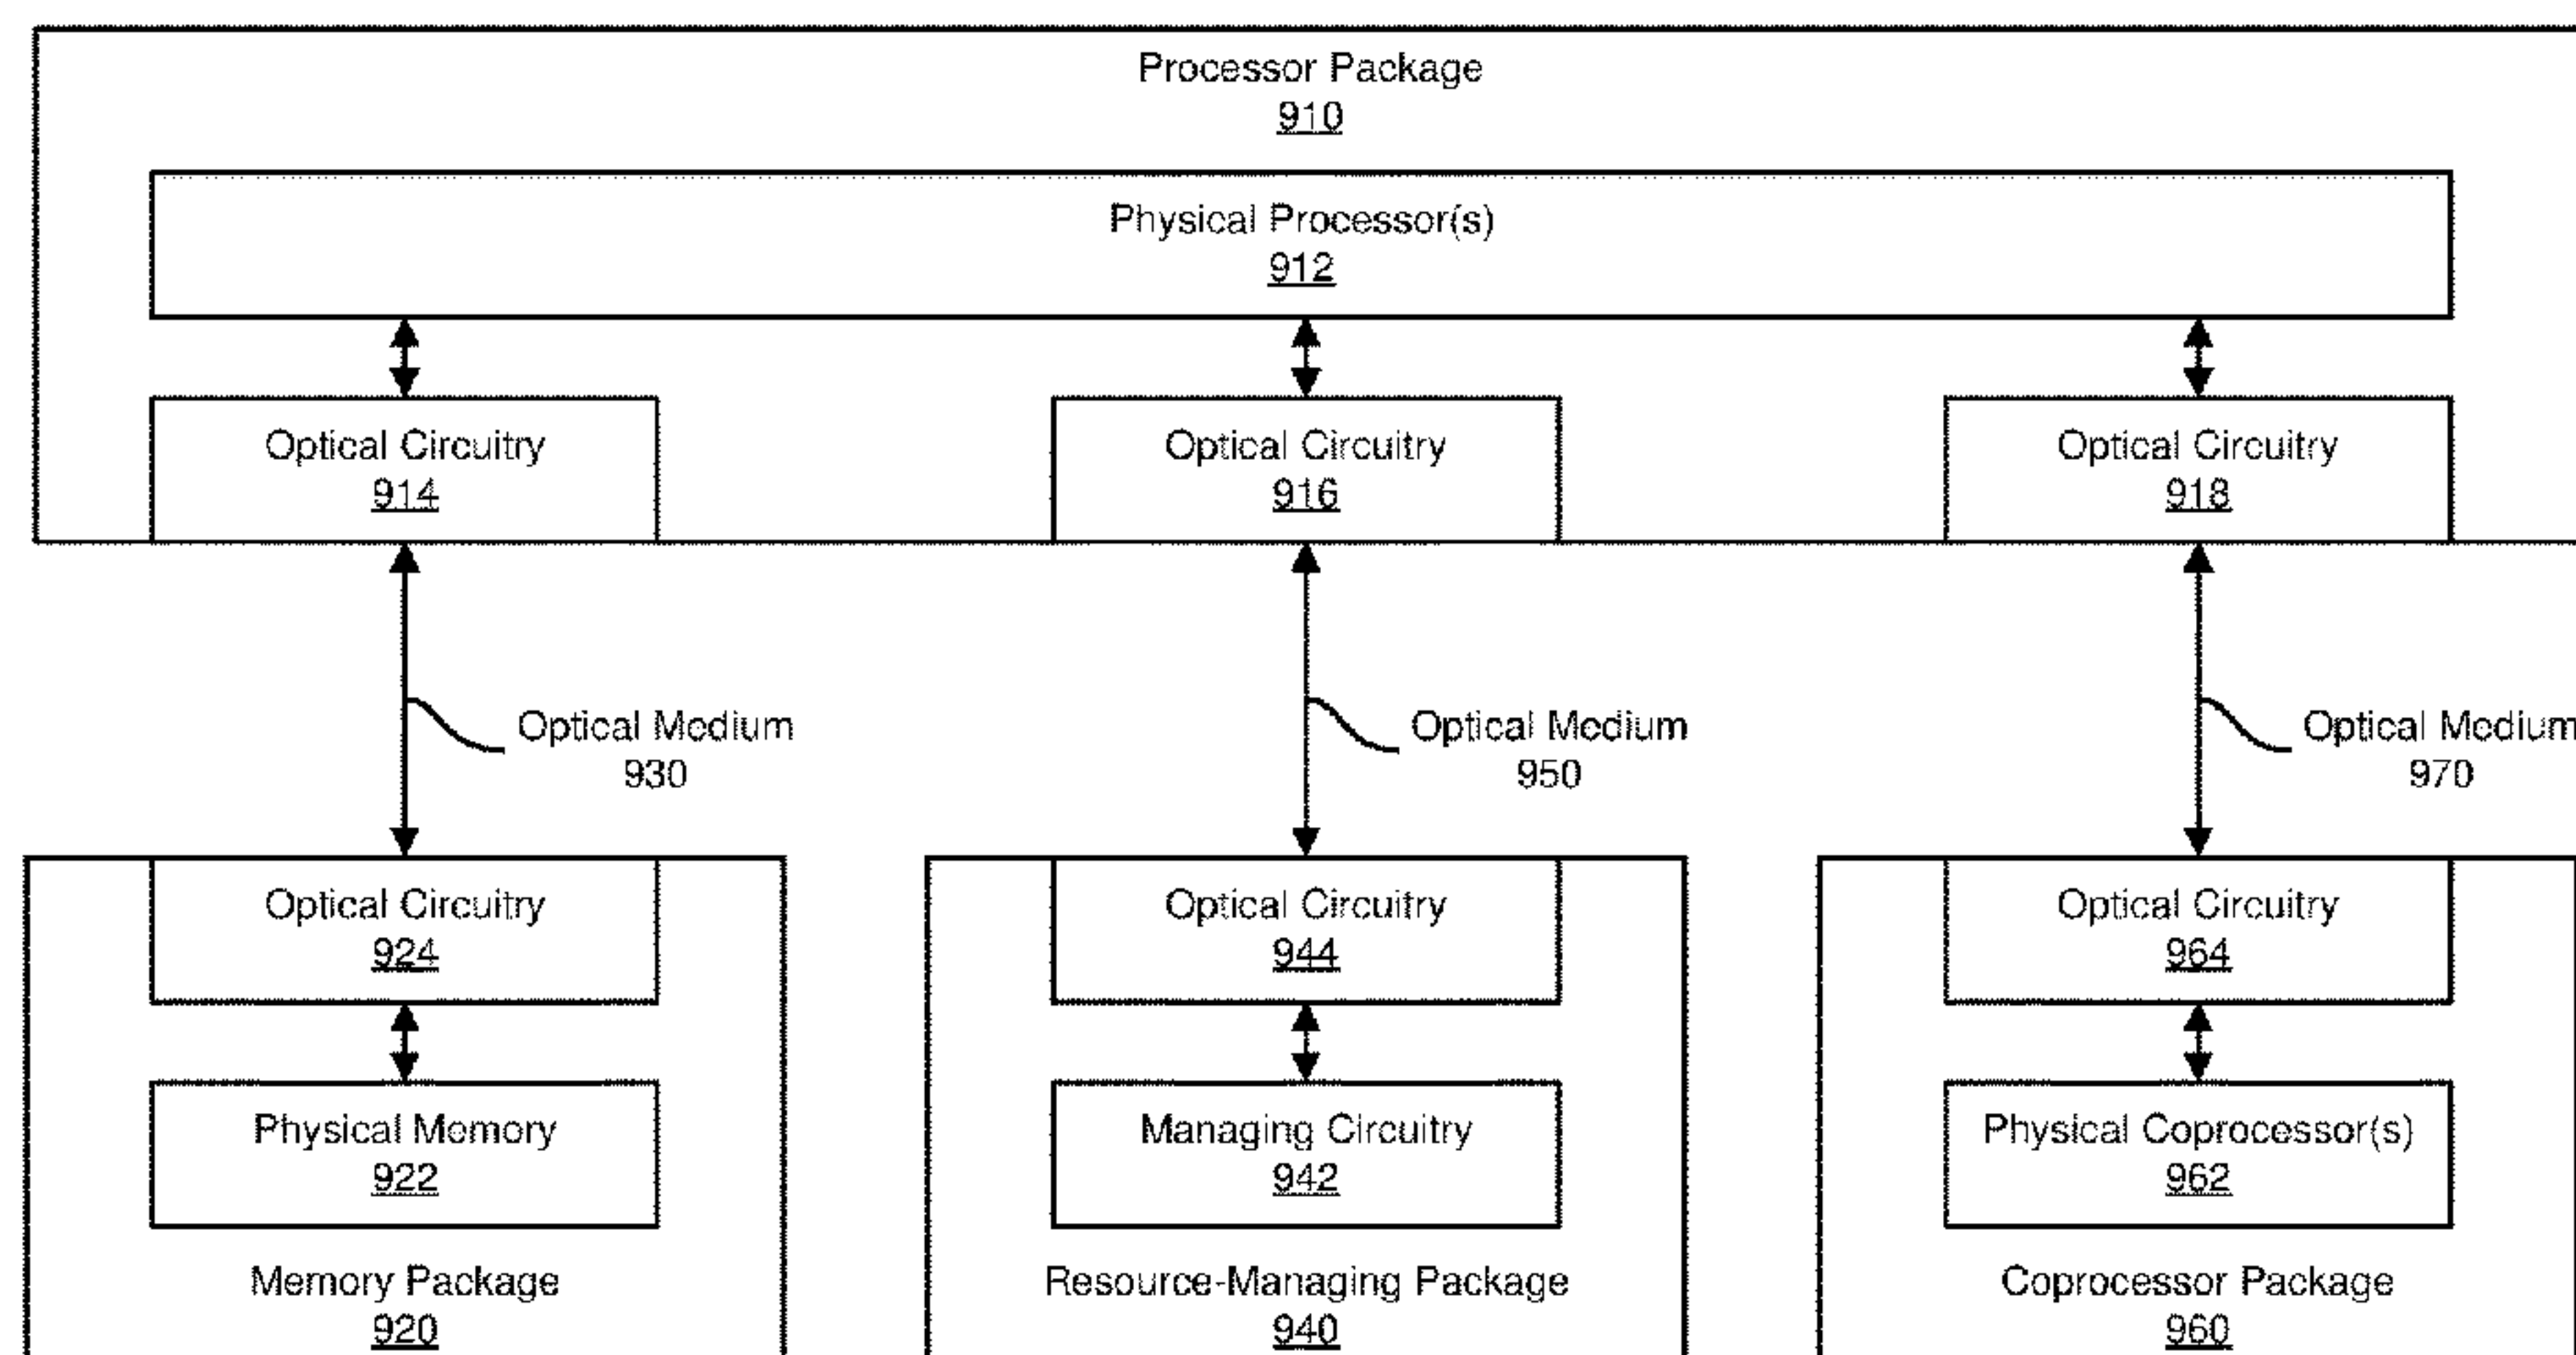 Processor Package
910
Physical Processor(s)
912
Optical Circuitry
914
Optical Circuitry
916
Optical Circuitry
918
Optical Medium
930
Optical Medium
950
Optical Medium
970
Optical Circuitry
924
Optical Circuitry
944
Optical Circuitry
964
Physical Memory
922
Managing Circuitry
942
Physical Coprocessor(s)
962
Memory Package
920
Resource-Managing Package
940
Coprocessor Package
960